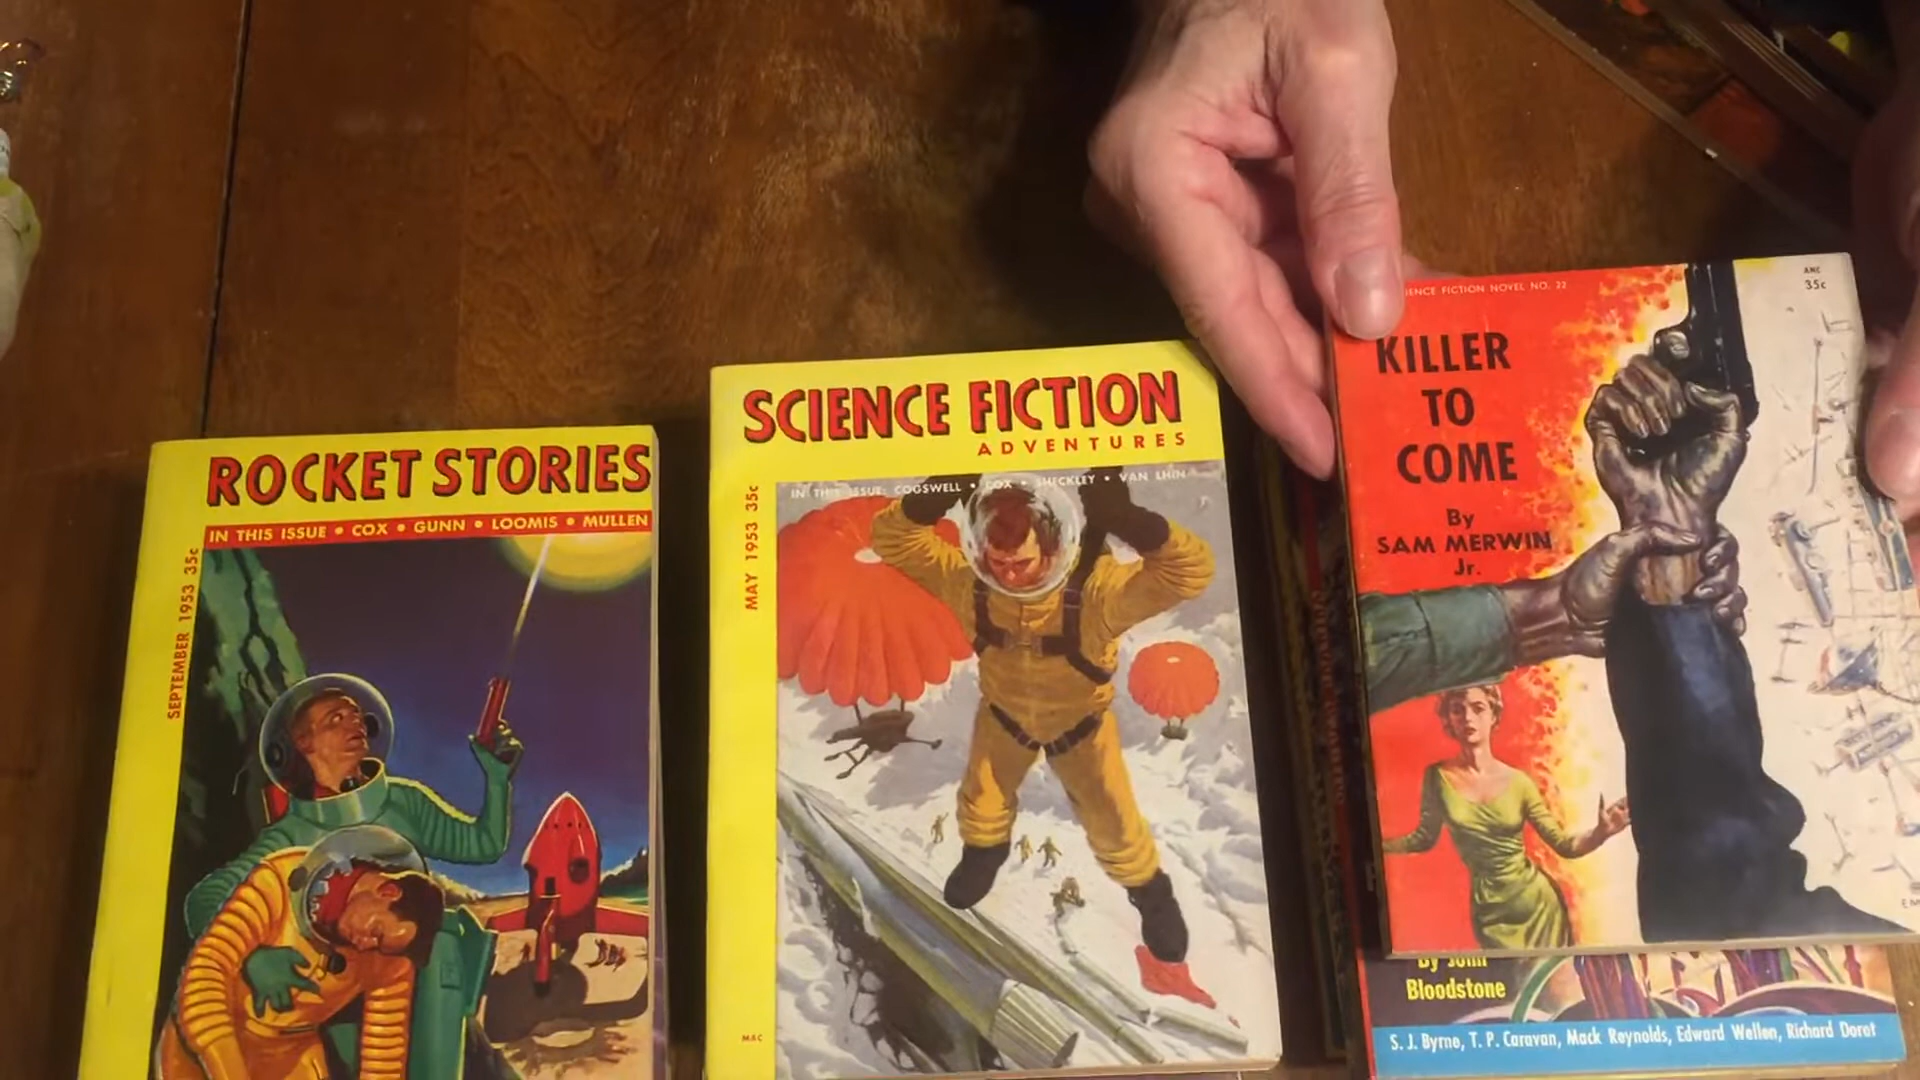 ROCKET STORIES
IN THIS ISSUE • COX • GUNN • LOOMIS • MULLEN
SEPTEMBER 1953 35c
SCIENCE FICTION
ADVENTURES
IN THIS ISSUE: COGSWELL • COX • SHECKLEY • VAN LHIN
MAY 1953 35c
ENCE FICTION NOVEL NO. 22
ANC
35c
KILLER
TO
COME
By
SAM MERWIN
Jr.
By John
Bloodstone
S. J. Byrne, T. P. Caravan, Mack Reynolds, Edward Wellen, Richard Dorot